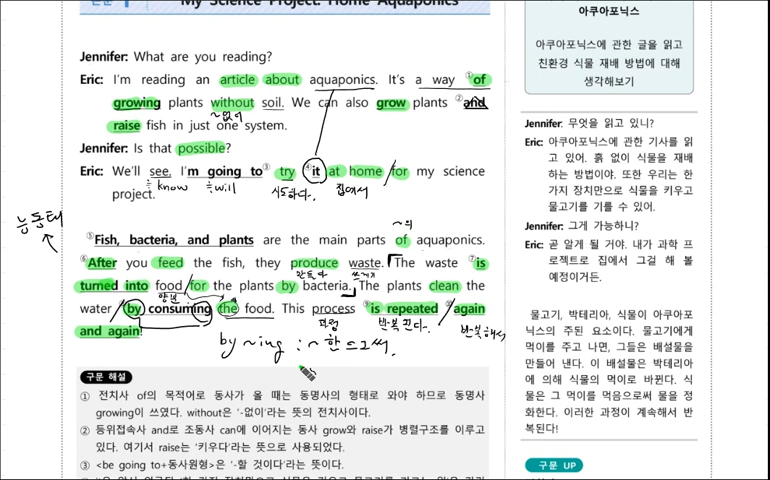 My Science Project: Home Aquaponics
Jennifer: What are you reading?
Eric: I'm reading an article about aquaponics. It's a way ①of
growing plants without soil. We can also grow plants ②and
~없이
raise fish in just one system.
Jennifer: Is that possible?
Eric: We'll see. I'm going to③ try ④it at home for my science
≒know ≒will 시도하다. 집에서
project.
능동태
~의
⑤Fish, bacteria, and plants are the main parts of aquaponics.
⑥After you feed the fish, they produce waste. The waste ⑦is
만든다 쓰레기
turned into food for the plants by bacteria. The plants clean the
향변
water by consuming the food. This process is repeated again
과정 반복된다. 반복해서
and again!
by ~ing : ~함으로써.
구문 해설
① 전치사 of의 목적어로 동사가 올 때는 동명사의 형태로 와야 하므로 동명사
growing이 쓰였다. without은 '-없이'라는 뜻의 전치사이다.
② 등위접속사 and로 조동사 can에 이어지는 동사 grow와 raise가 병렬구조를 이루고
있다. 여기서 raise는 '키우다'라는 뜻으로 사용되었다.
③ <be going to+동사원형>은 '-할 것이다'라는 뜻이다.
아쿠아포닉스
아쿠아포닉스에 관한 글을 읽고
친환경 식물 재배 방법에 대해
생각해보기
Jennifer: 무엇을 읽고 있니?
Eric: 아쿠아포닉스에 관한 기사를 읽
고 있어. 흙 없이 식물을 재배
하는 방법이야. 또한 우리는 한
가지 장치만으로 식물을 키우고
물고기를 기를 수 있어.
Jennifer: 그게 가능하니?
Eric: 곧 알게 될 거야. 내가 과학 프
로젝트로 집에서 그걸 해 볼
예정이거든.
물고기, 박테리아, 식물이 아쿠아포
닉스의 주된 요소이다. 물고기에게
먹이를 주고 나면, 그들은 배설물을
만들어 낸다. 이 배설물은 박테리아
에 의해 식물의 먹이로 바뀐다. 식
물은 그 먹이를 먹음으로써 물을 정
화한다. 이러한 과정이 계속해서 반
복된다!
구문 UP